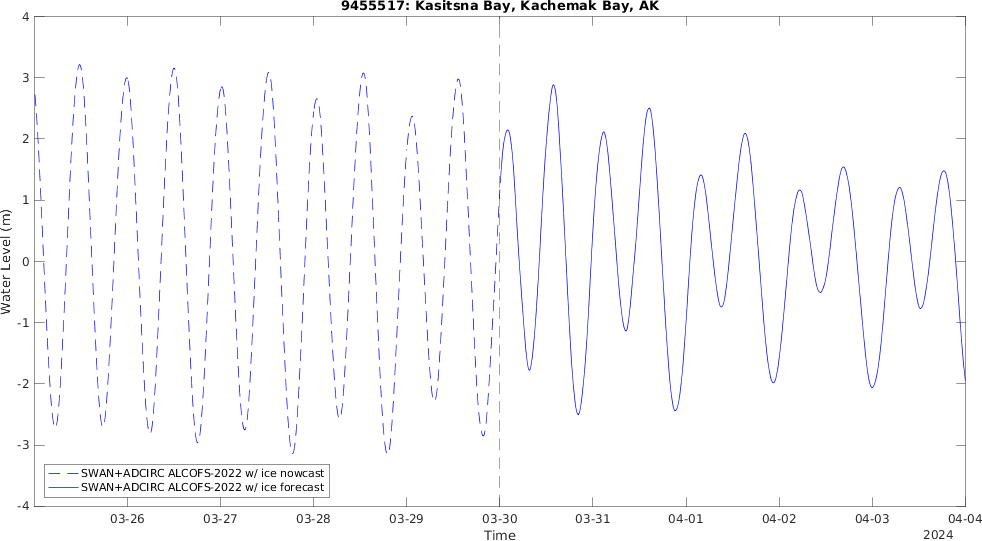 9455517: Kasitsna Bay, Kachemak Bay, AK
4
3
2
1
0
-1
-2
-3
-4
Water Level (m)
SWAN+ADCIRC ALCOFS-2022 w/ ice nowcast
SWAN+ADCIRC ALCOFS-2022 w/ ice forecast
03-26 03-27 03-28 03-29 03-30 03-31 04-01 04-02 04-03 04-04
Time
2024